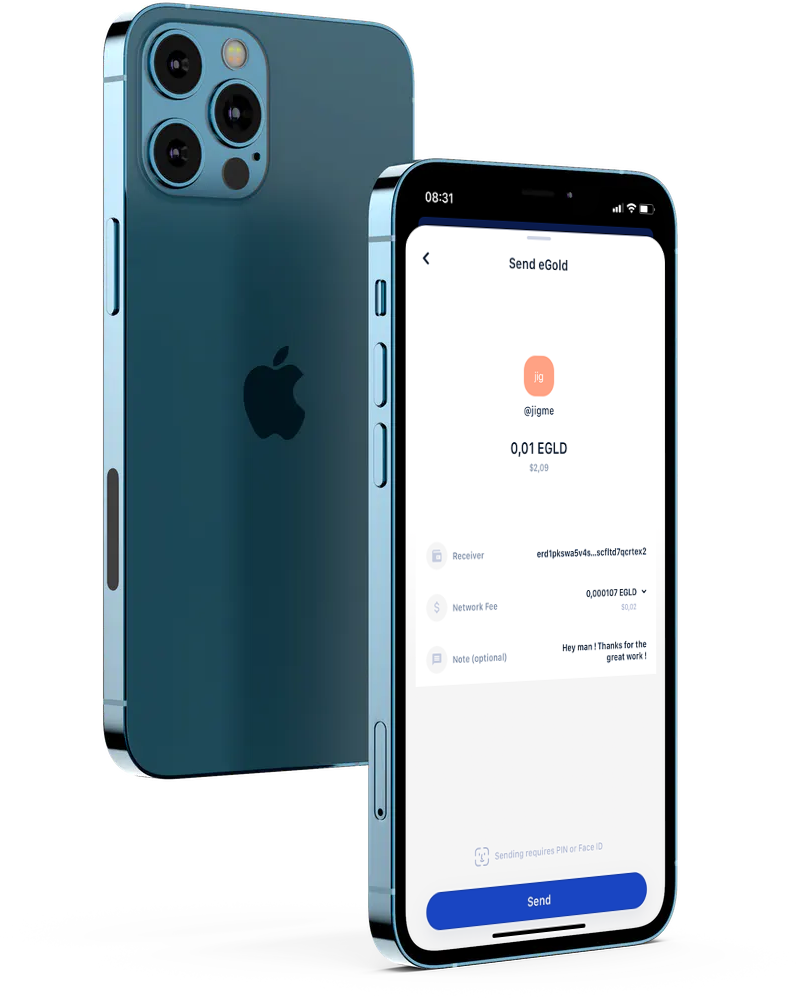 08:31
Send eGold
jig
@jigme
0,01 EGLD
$2,09
Receiver erd1pkswa5v4s...scfltd7qcrtex2
Network Fee 0,000107 EGLD
$0,02
Note (optional) Hey man ! Thanks for the
great work !
Sending requires PIN or Face ID
Send